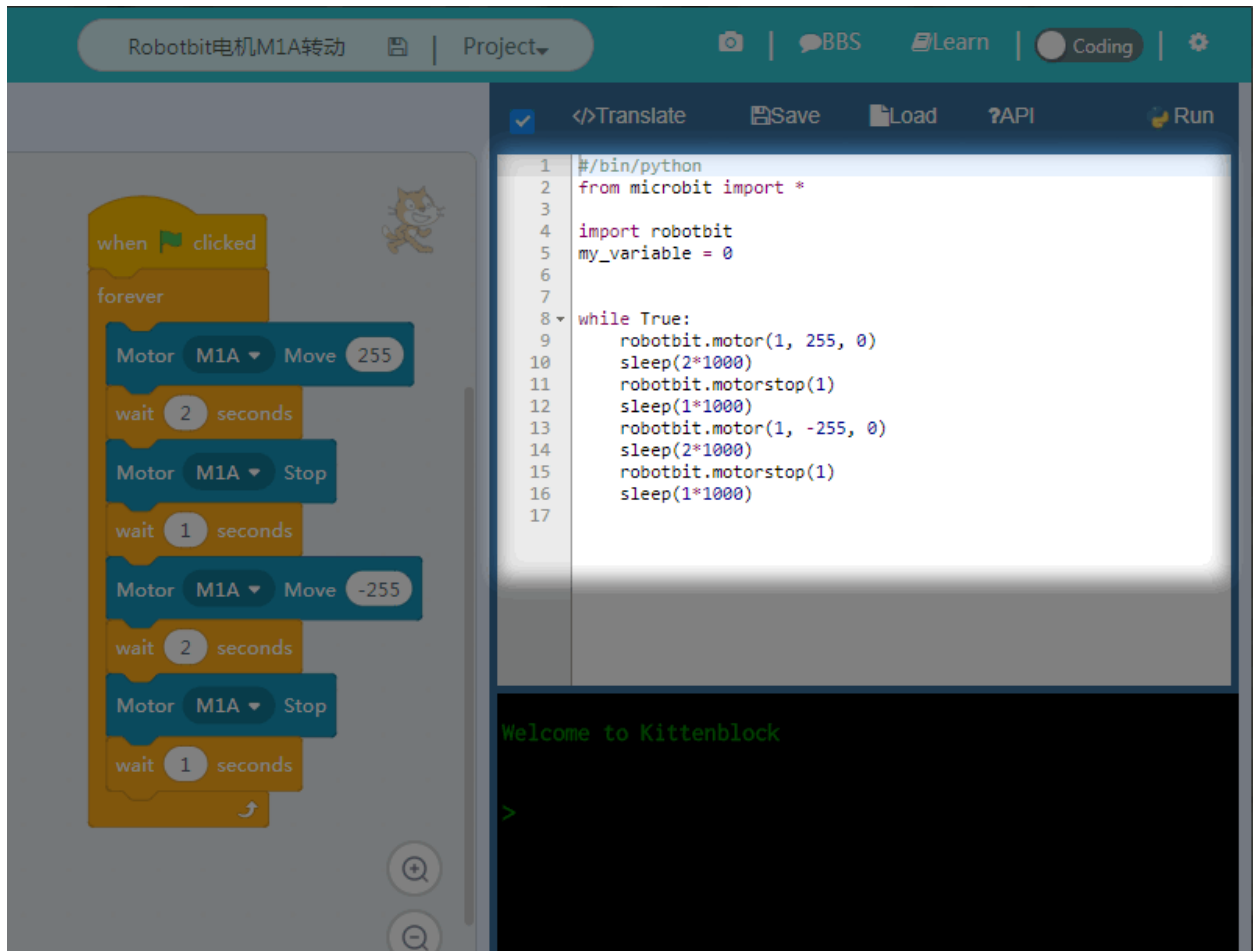 Robotbit电机M1A转动 | Project
| BBS Learn | Coding |
</>Translate Save Load ?API Run
when clicked
forever
Motor M1A Move 255
wait 2 seconds
Motor M1A Stop
wait 1 seconds
Motor M1A Move -255
wait 2 seconds
Motor M1A Stop
wait 1 seconds
1 #/bin/python
2 from microbit import *
3
4 import robotbit
5 my_variable = 0
6
7
8 while True:
9 robotbit.motor(1, 255, 0)
10 sleep(2*1000)
11 robotbit.motorstop(1)
12 sleep(1*1000)
13 robotbit.motor(1, -255, 0)
14 sleep(2*1000)
15 robotbit.motorstop(1)
16 sleep(1*1000)
17
Welcome to Kittenblock
>